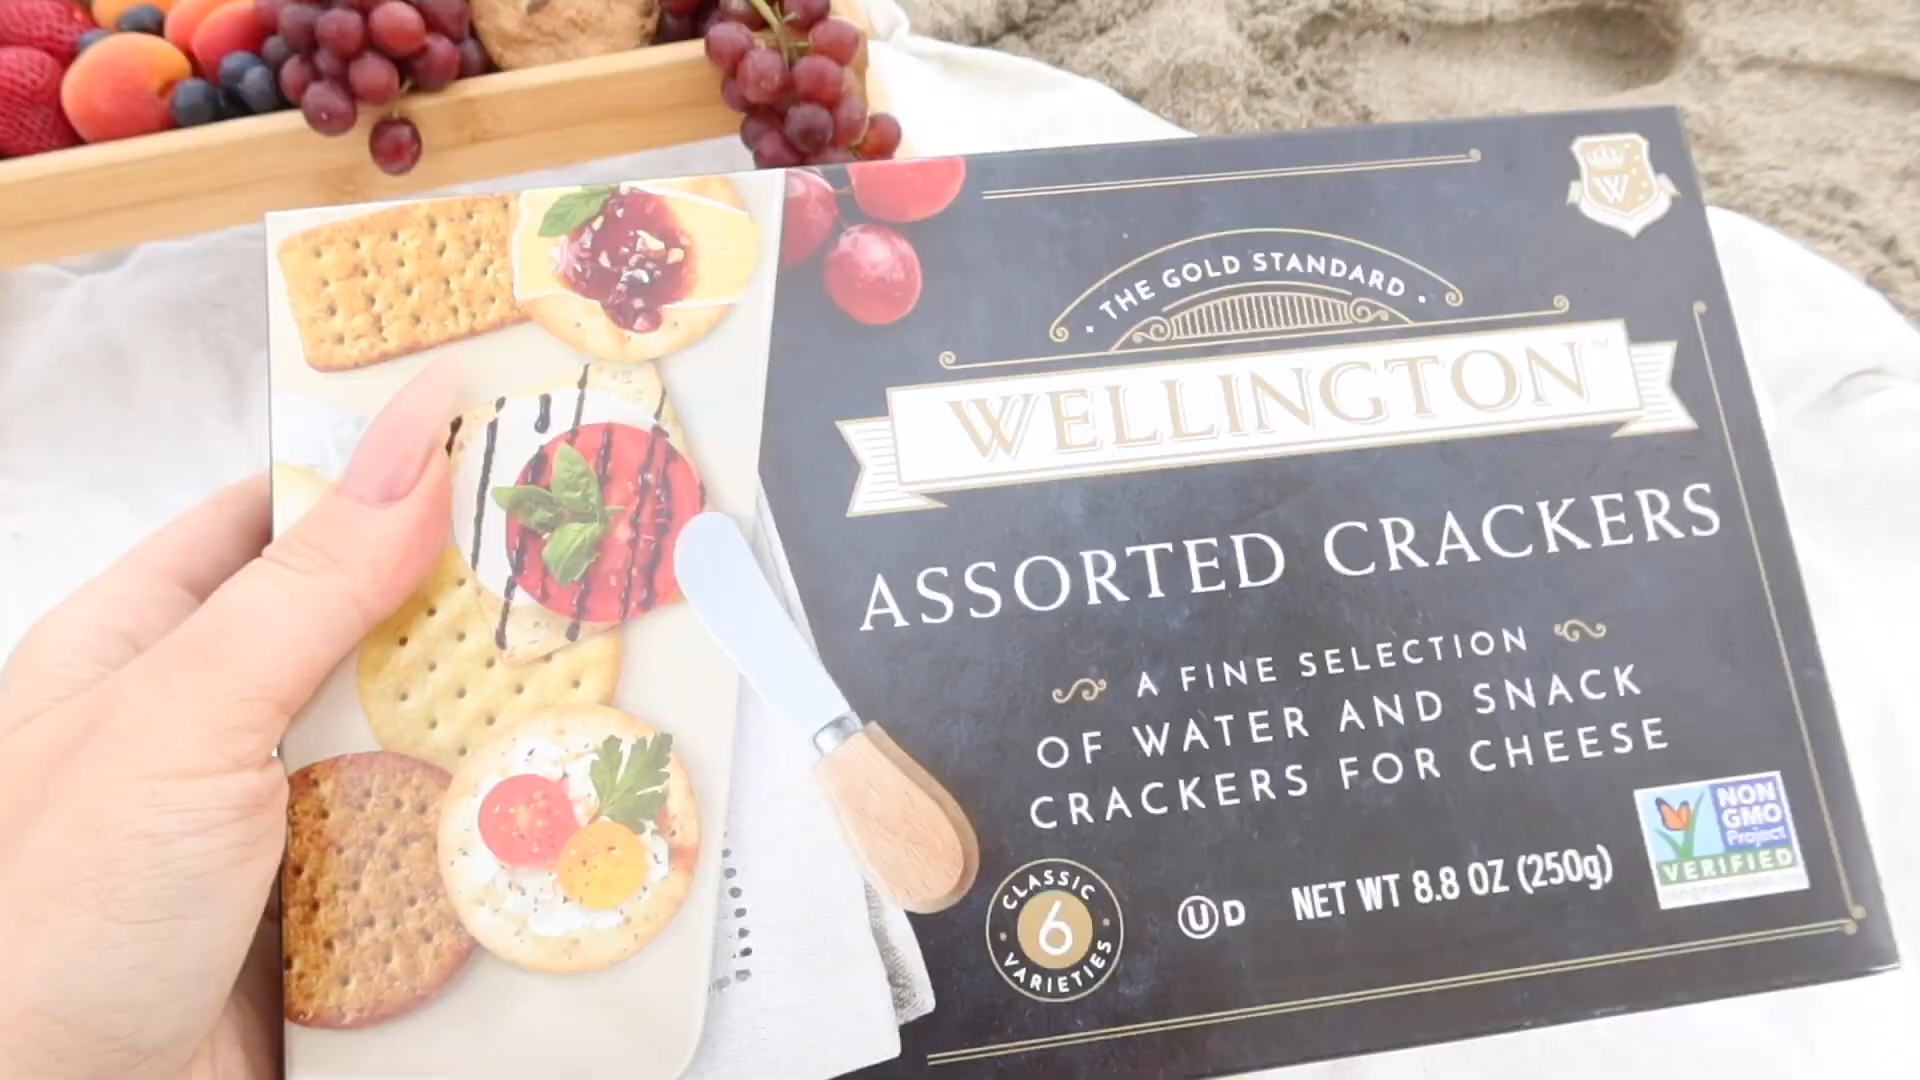 W
• THE GOLD STANDARD •
WELLINGTON™
ASSORTED CRACKERS
A FINE SELECTION
OF WATER AND SNACK
CRACKERS FOR CHEESE
CLASSIC
6
VARIETIES
U D
NET WT 8.8 OZ (250g)
NON
GMO
Project
VERIFIED